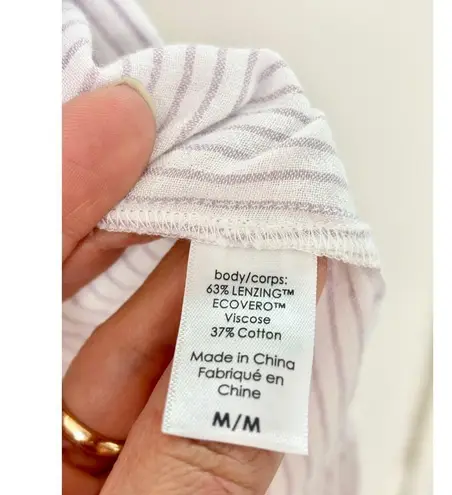 body/corps:
63% LENZING™
ECOVERO™
Viscose
37% Cotton
Made in China
Fabriqué en
Chine
M/M